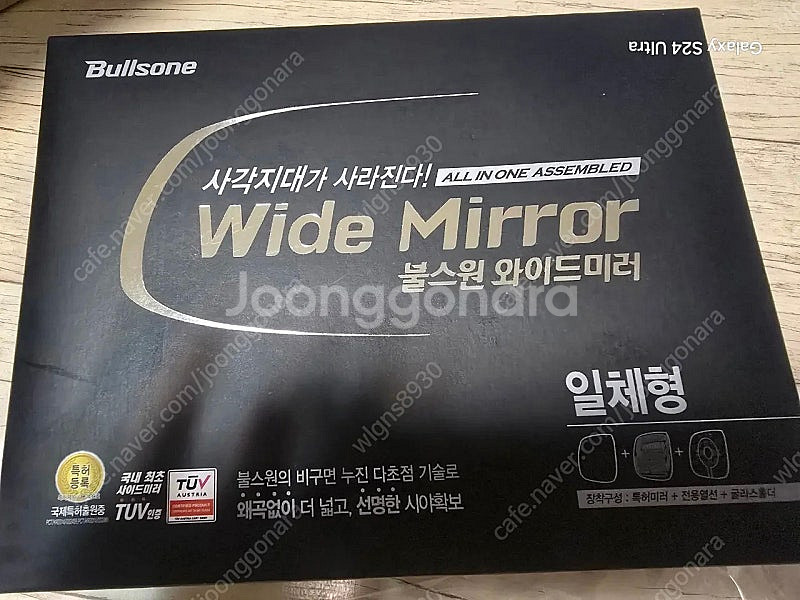 Bullsone
Galaxy S24 Ultra
사각지대가 사라진다! ALL IN ONE ASSEMBLED
Wide Mirror
불스원 와이드미러
Joonggonara
일체형
장착구성 : 특허미러 + 전용열선 + 글라스홀더
특허
등록
국제특허출원중
국내 최초
사이드미러
TUV인증
TÜV
AUSTRIA
불스원의 비구면 누진 다초점 기술로
왜곡없이 더 넓고, 선명한 시야확보
cafe.naver.com/joonggonara
wlgns8930